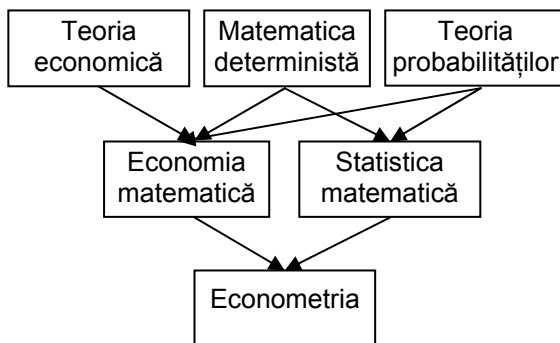 Teoria
economică
Matematica
deterministă
Teoria
probabilităților
Economia
matematică
Statistica
matematică
Econometria